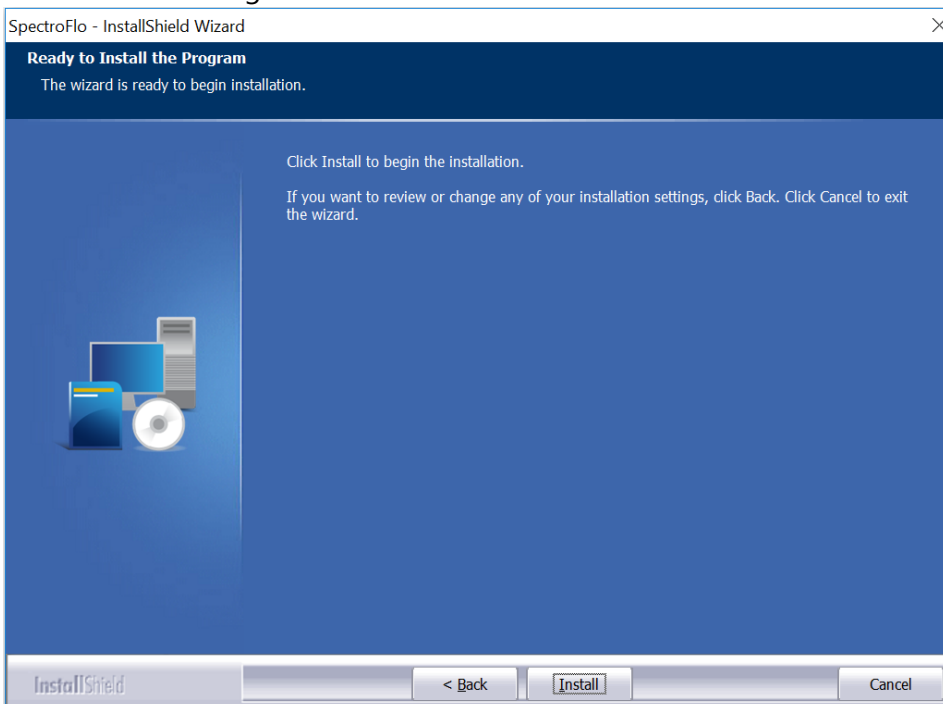 SpectroFlo - InstallShield Wizard
Ready to Install the Program
The wizard is ready to begin installation.
Click Install to begin the installation.
If you want to review or change any of your installation settings, click Back. Click Cancel to exit
the wizard.
InstallShield
< Back
Install
Cancel